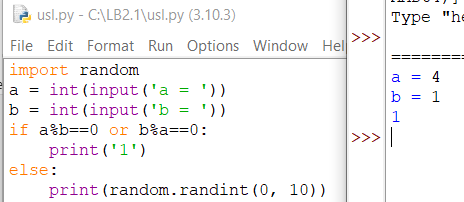 usl.py - C:\LB2.1\usl.py (3.10.3)
File Edit Format Run Options Window Hel
import random
a = int(input('a = '))
b = int(input('b = '))
if a%b==0 or b%a==0:
    print('1')
else:
    print(random.randint(0, 10))
Type "he
>>>
=========
a = 4
b = 1
1
>>>